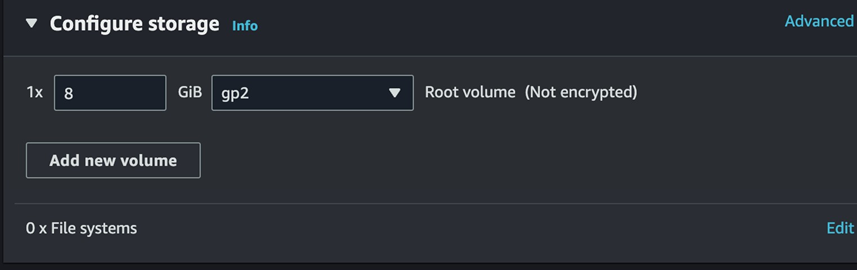 Configure storage Info Advanced
1x 8 GiB gp2 Root volume (Not encrypted)
Add new volume
0 x File systems Edit